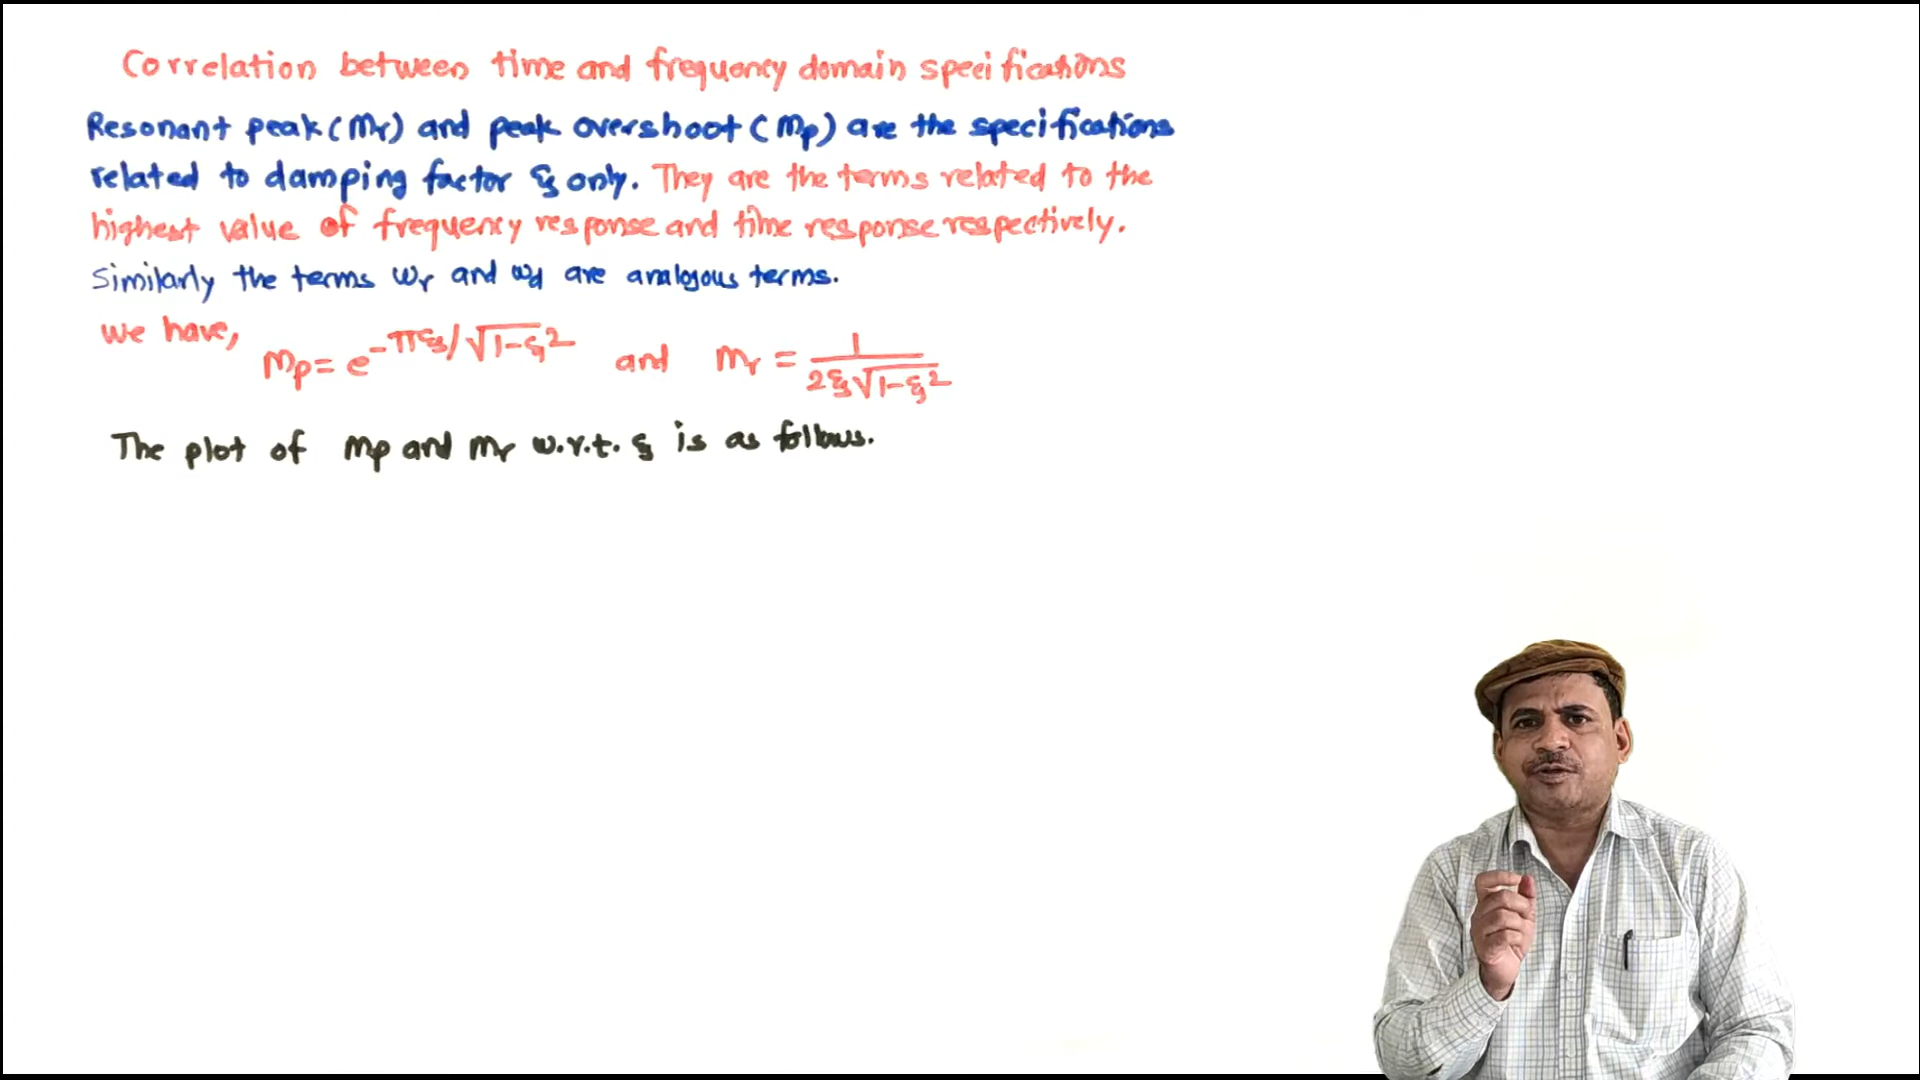 Correlation between time and frequency domain specifications
Resonant peak (Mr) and peak overshoot (Mp) are the specifications
related to damping factor ξ only. They are the terms related to the
highest value of frequency response and time response respectively.
Similarly the terms ωr and ωd are analogous terms.
we have,
Mp = e^-πξ/√1-ξ² and Mr = 1/2ξ√1-ξ²
The plot of Mp and Mr w.r.t. ξ is as follows.